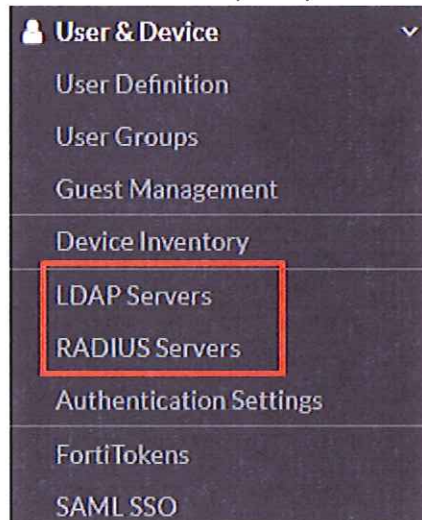 User & Device
User Definition
User Groups
Guest Management
Device Inventory
LDAP Servers
RADIUS Servers
Authentication Settings
FortiTokens
SAML SSO